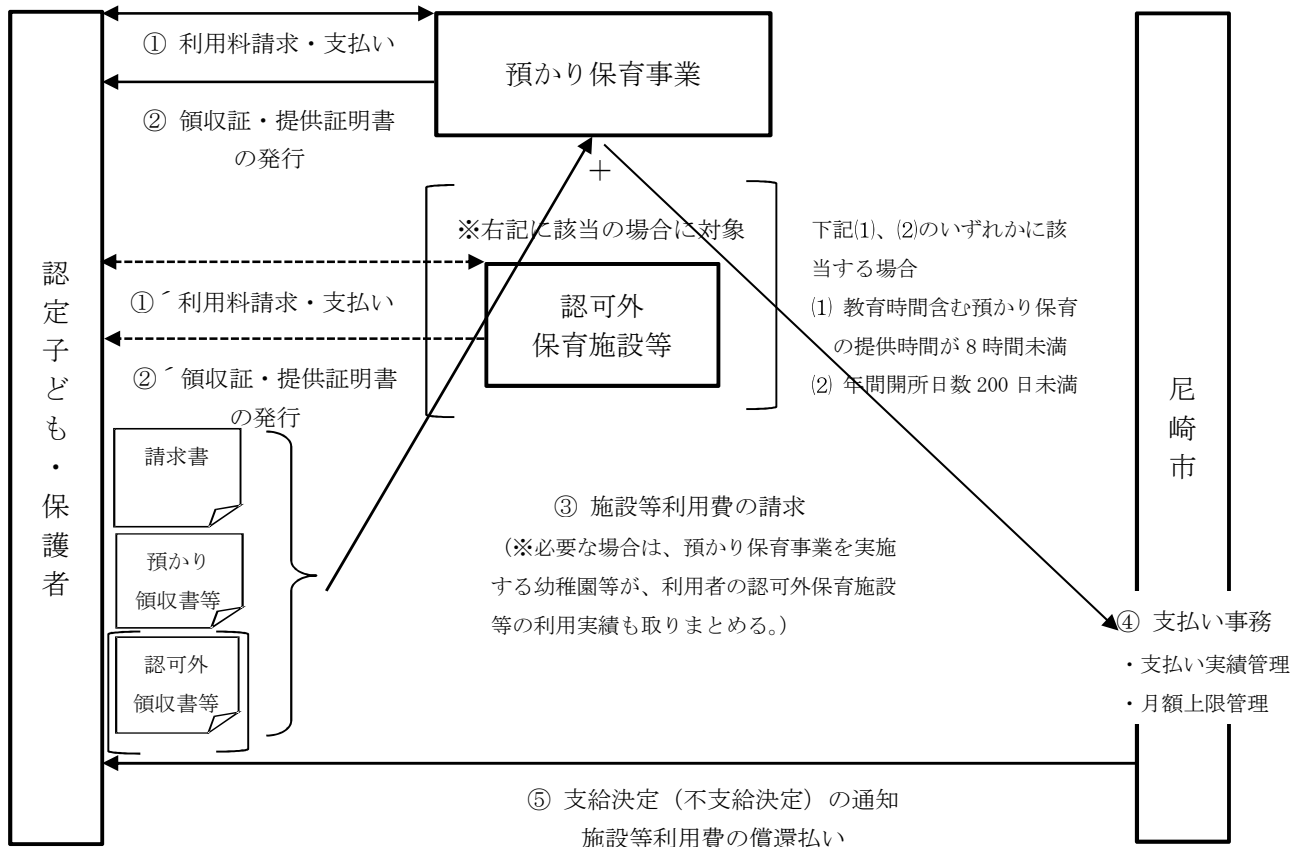 ① 利用料請求・支払い
預かり保育事業
② 領収証・提供証明書
の発行
＋
※右記に該当の場合に対象
下記⑴、⑵のいずれかに該
当する場合
⑴ 教育時間含む預かり保育
の提供時間が 8 時間未満
⑵ 年間開所日数 200 日未満
認定子ども・保護者
①´利用料請求・支払い
認可外
保育施設等
②´領収証・提供証明書
の発行
尼崎市
請求書
預かり
領収書等
認可外
領収書等
③ 施設等利用費の請求
（※必要な場合は、預かり保育事業を実施
する幼稚園等が、利用者の認可外保育施設
等の利用実績も取りまとめる。）
④ 支払い事務
・支払い実績管理
・月額上限管理
⑤ 支給決定（不支給決定）の通知
施設等利用費の償還払い